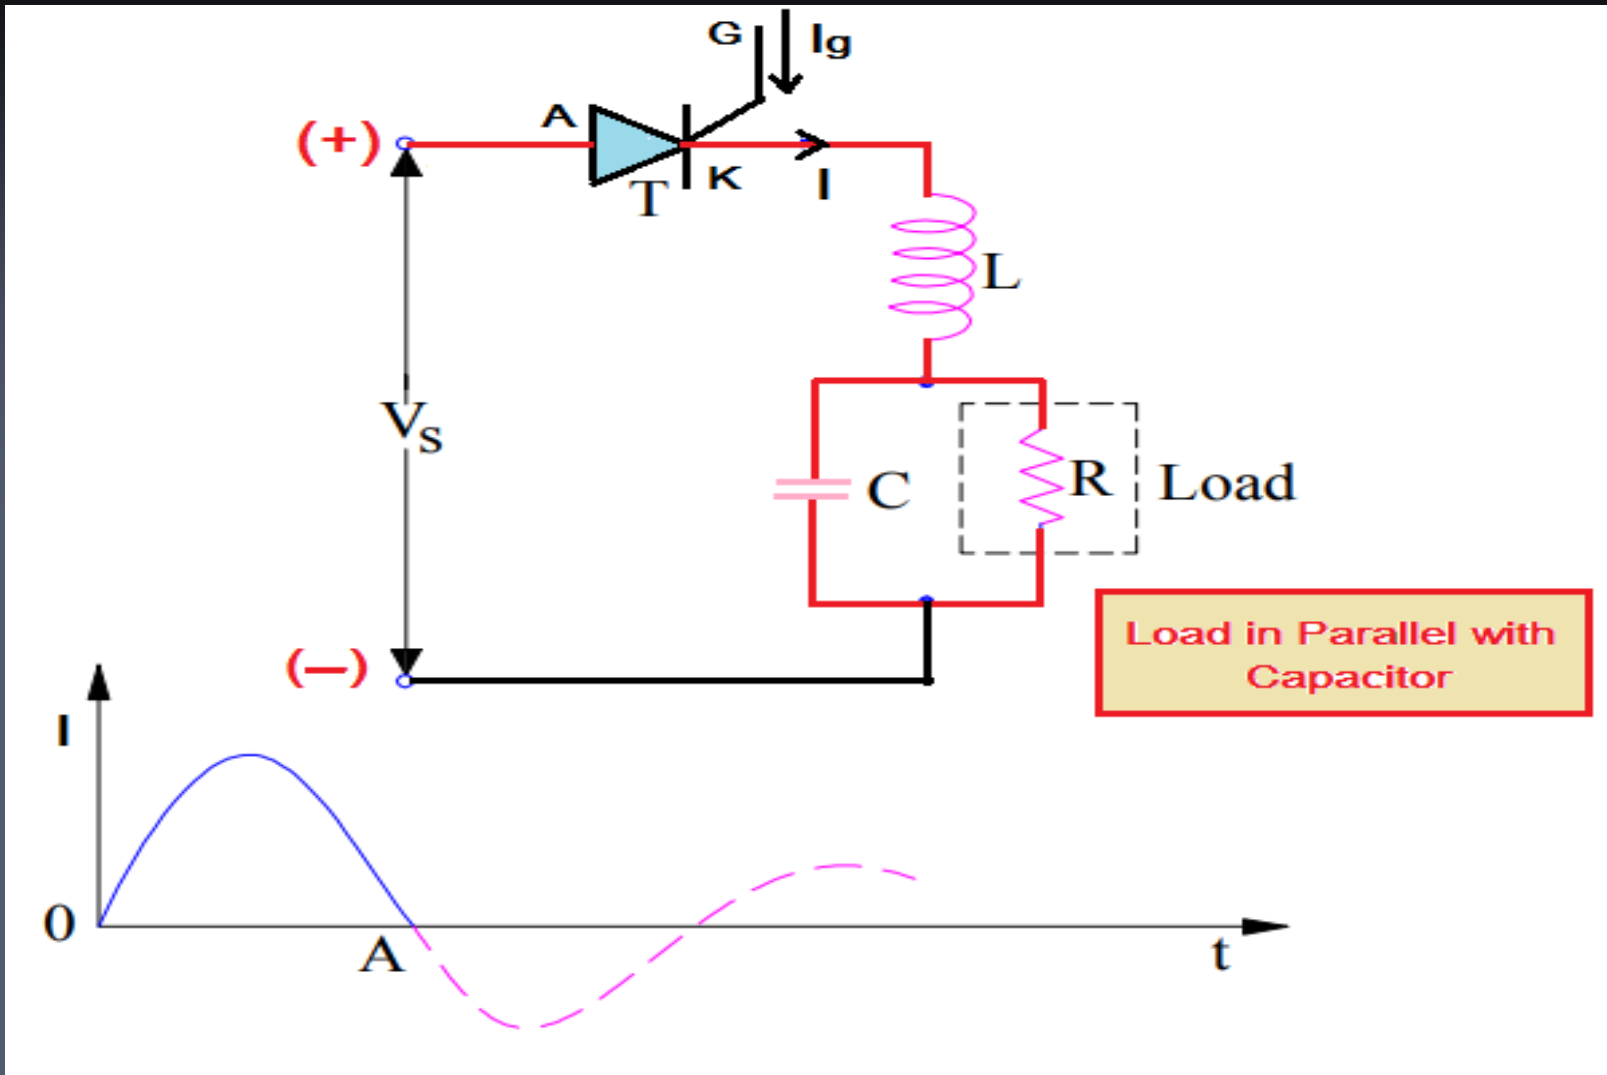 G
Ig
A
(+)
T
K
I
L
VS
C
R
Load
Load in Parallel with
Capacitor
(—)
I
0
A
t